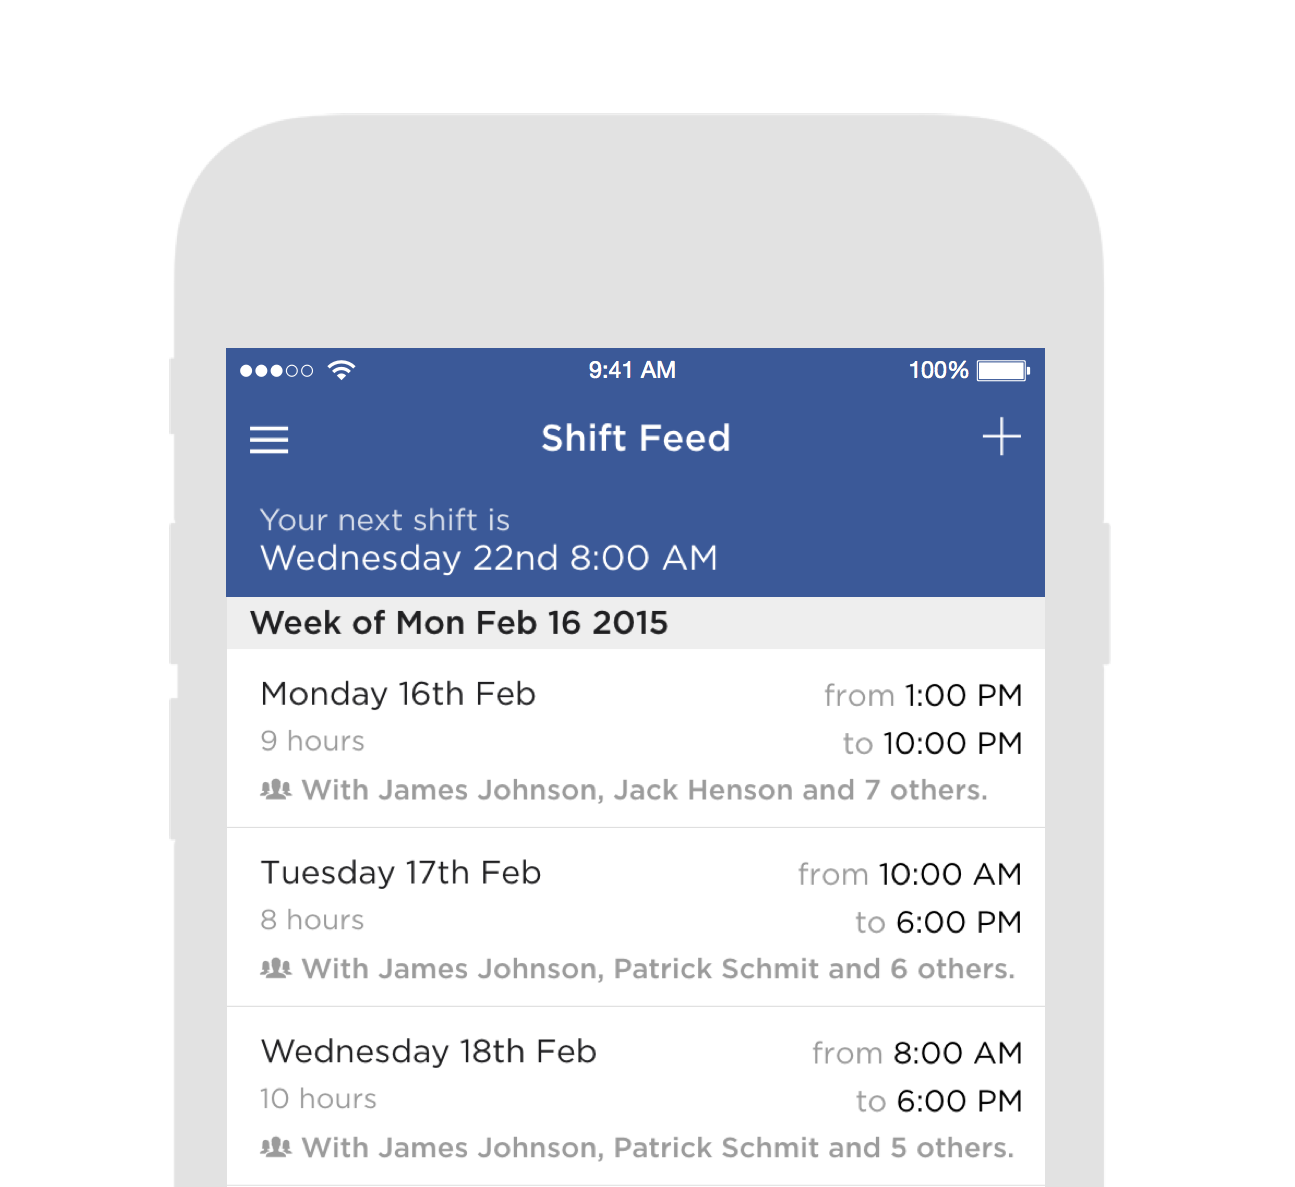 9:41 AM 100%
Shift Feed
Your next shift is
Wednesday 22nd 8:00 AM
Week of Mon Feb 16 2015
Monday 16th Feb from 1:00 PM
9 hours to 10:00 PM
With James Johnson, Jack Henson and 7 others.
Tuesday 17th Feb from 10:00 AM
8 hours to 6:00 PM
With James Johnson, Patrick Schmit and 6 others.
Wednesday 18th Feb from 8:00 AM
10 hours to 6:00 PM
With James Johnson, Patrick Schmit and 5 others.